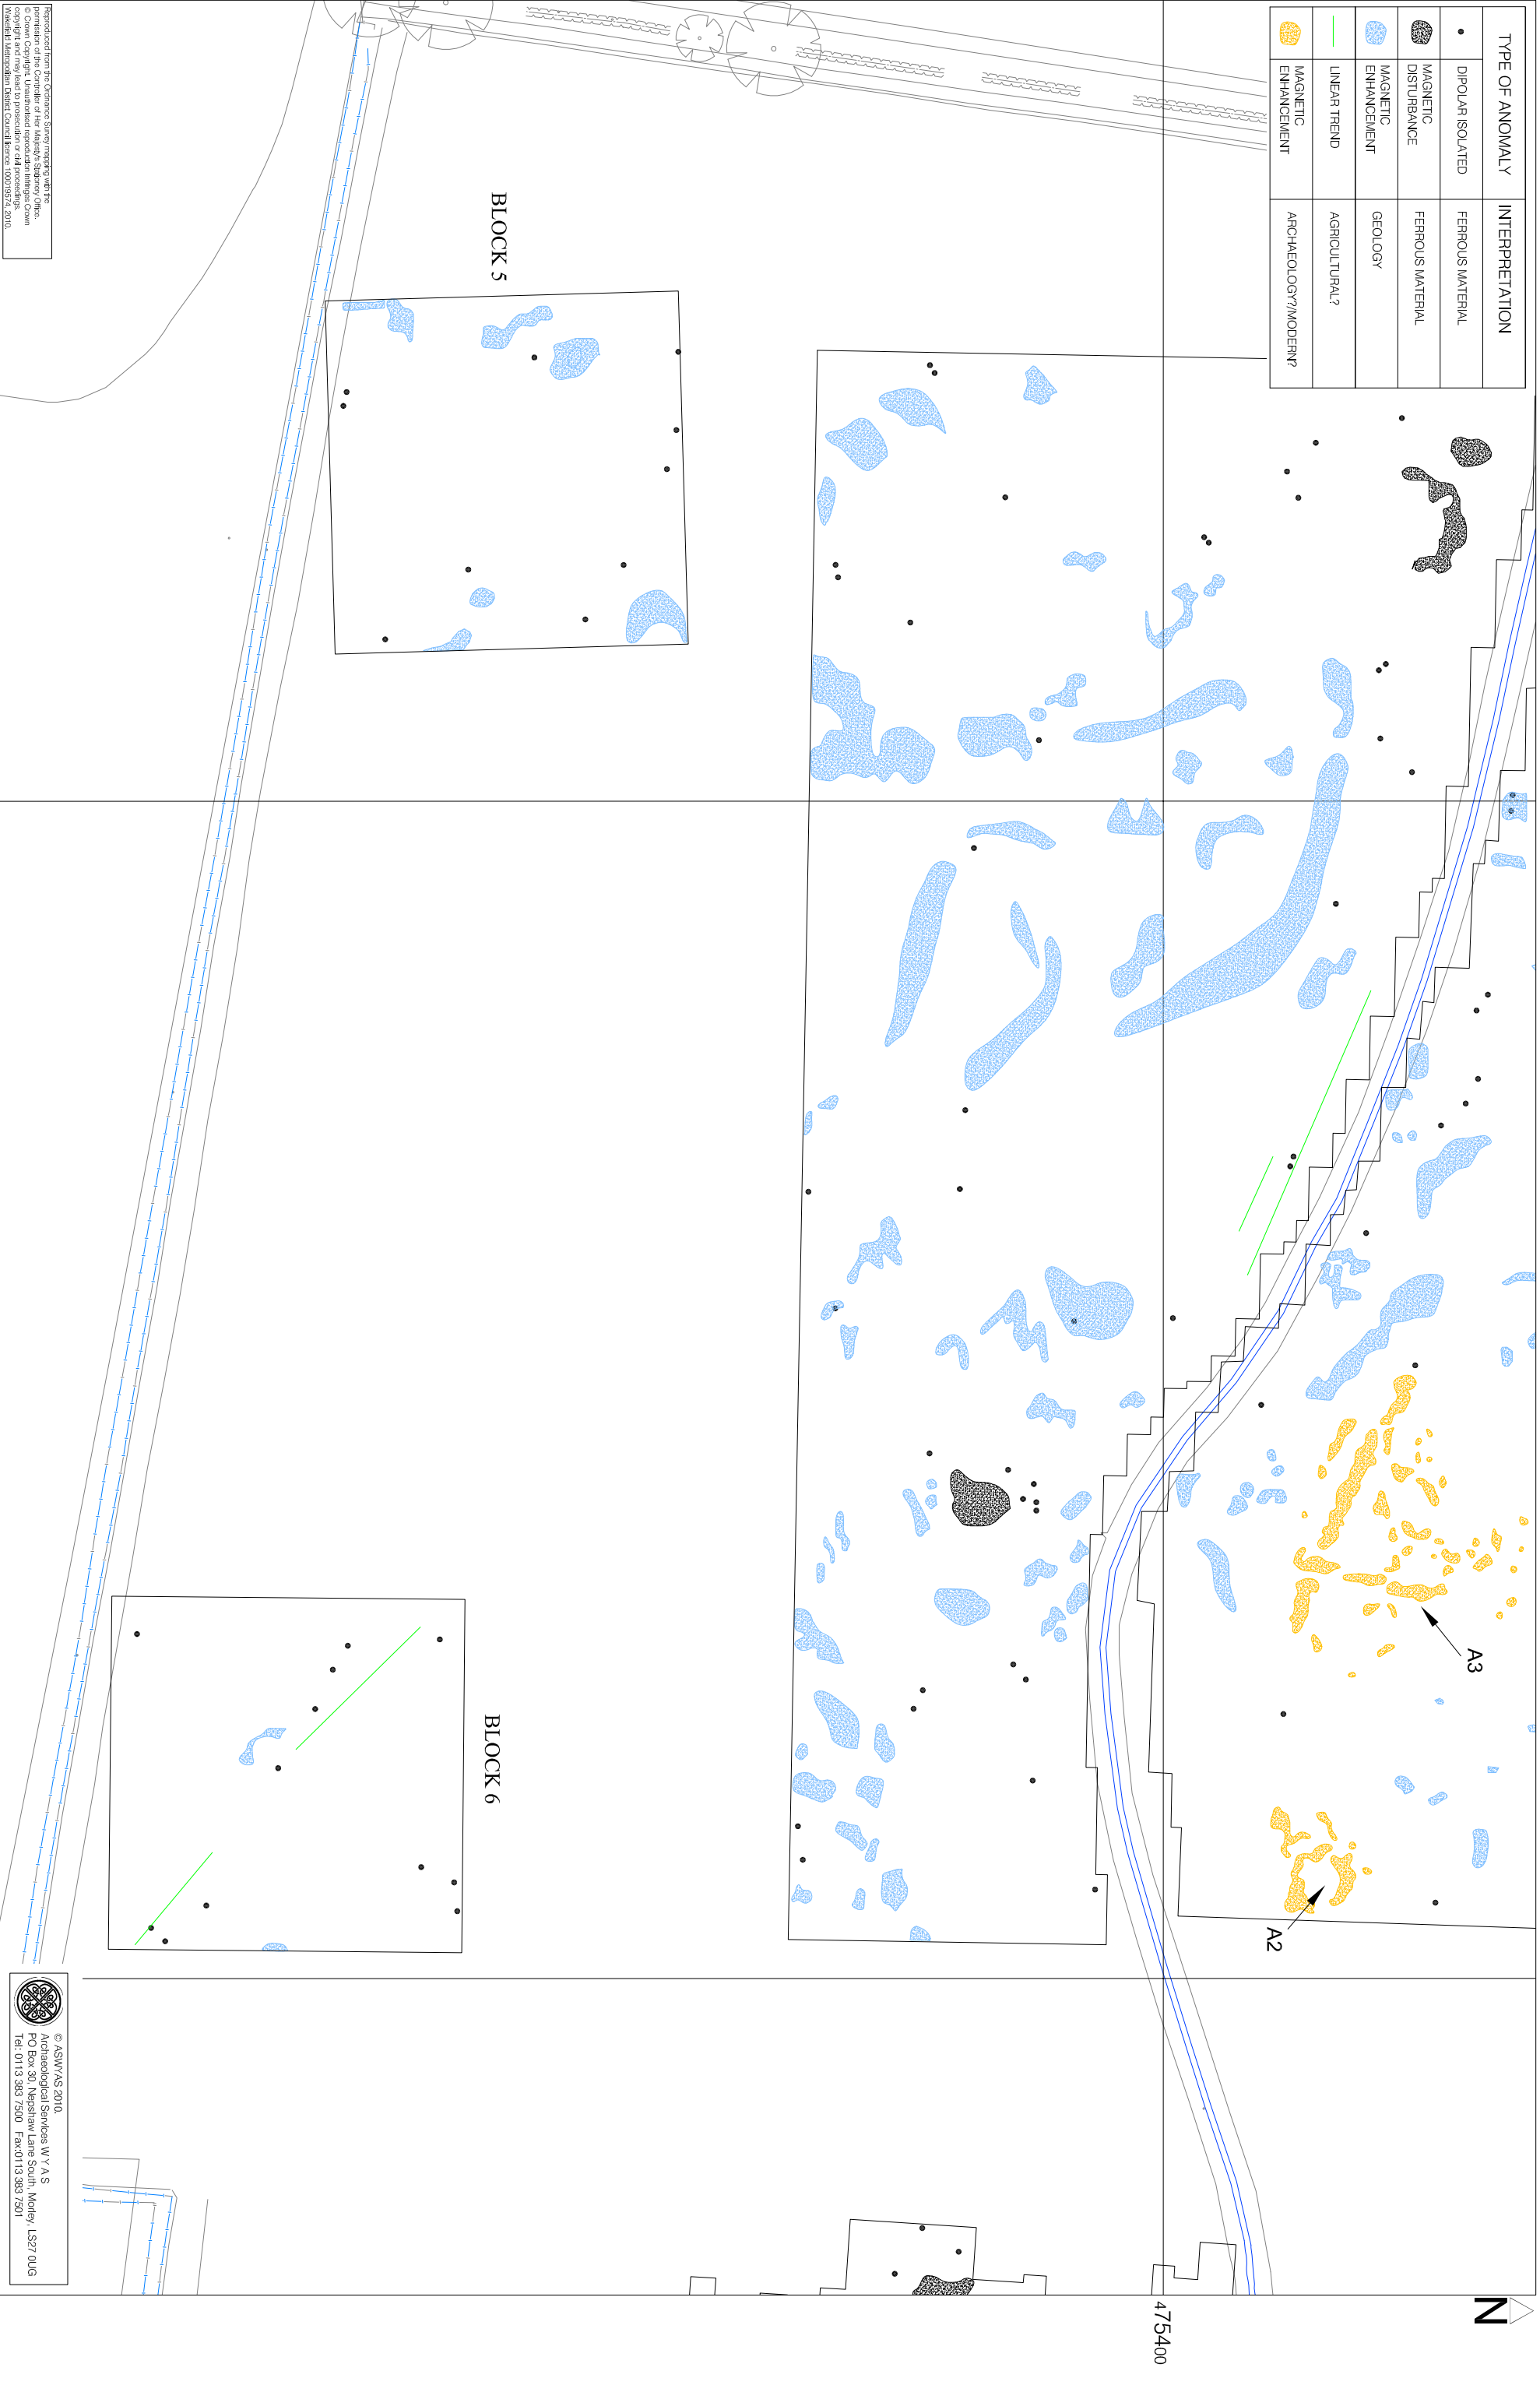 TYPE OF ANOMALY
INTERPRETATION
DIPOLAR ISOLATED
FERROUS MATERIAL
MAGNETIC
DISTURBANCE
FERROUS MATERIAL
MAGNETIC
ENHANCEMENT
GEOLOGY
LINEAR TREND
AGRICULTURAL?
MAGNETIC
ENHANCEMENT
ARCHAEOLOGY?/MODERN?
A3
A2
BLOCK 5
BLOCK 6
475400
N
Reproduced from the Ordnance Survey mapping with the
permission of the Controller of Her Majesty's Stationery Office.
© Crown Copyright. Unauthorised reproduction infringes Crown
copyright and may lead to prosecution or civil proceedings.
Wakefield Metropolitan District Council licence 100019574, 2010.
© ASWYAS 2010.
Archaeological Services W Y A S
PO Box 30, Nepshaw Lane South, Morley, LS27 0UG
Tel: 0113 383 7500 Fax:0113 383 7501